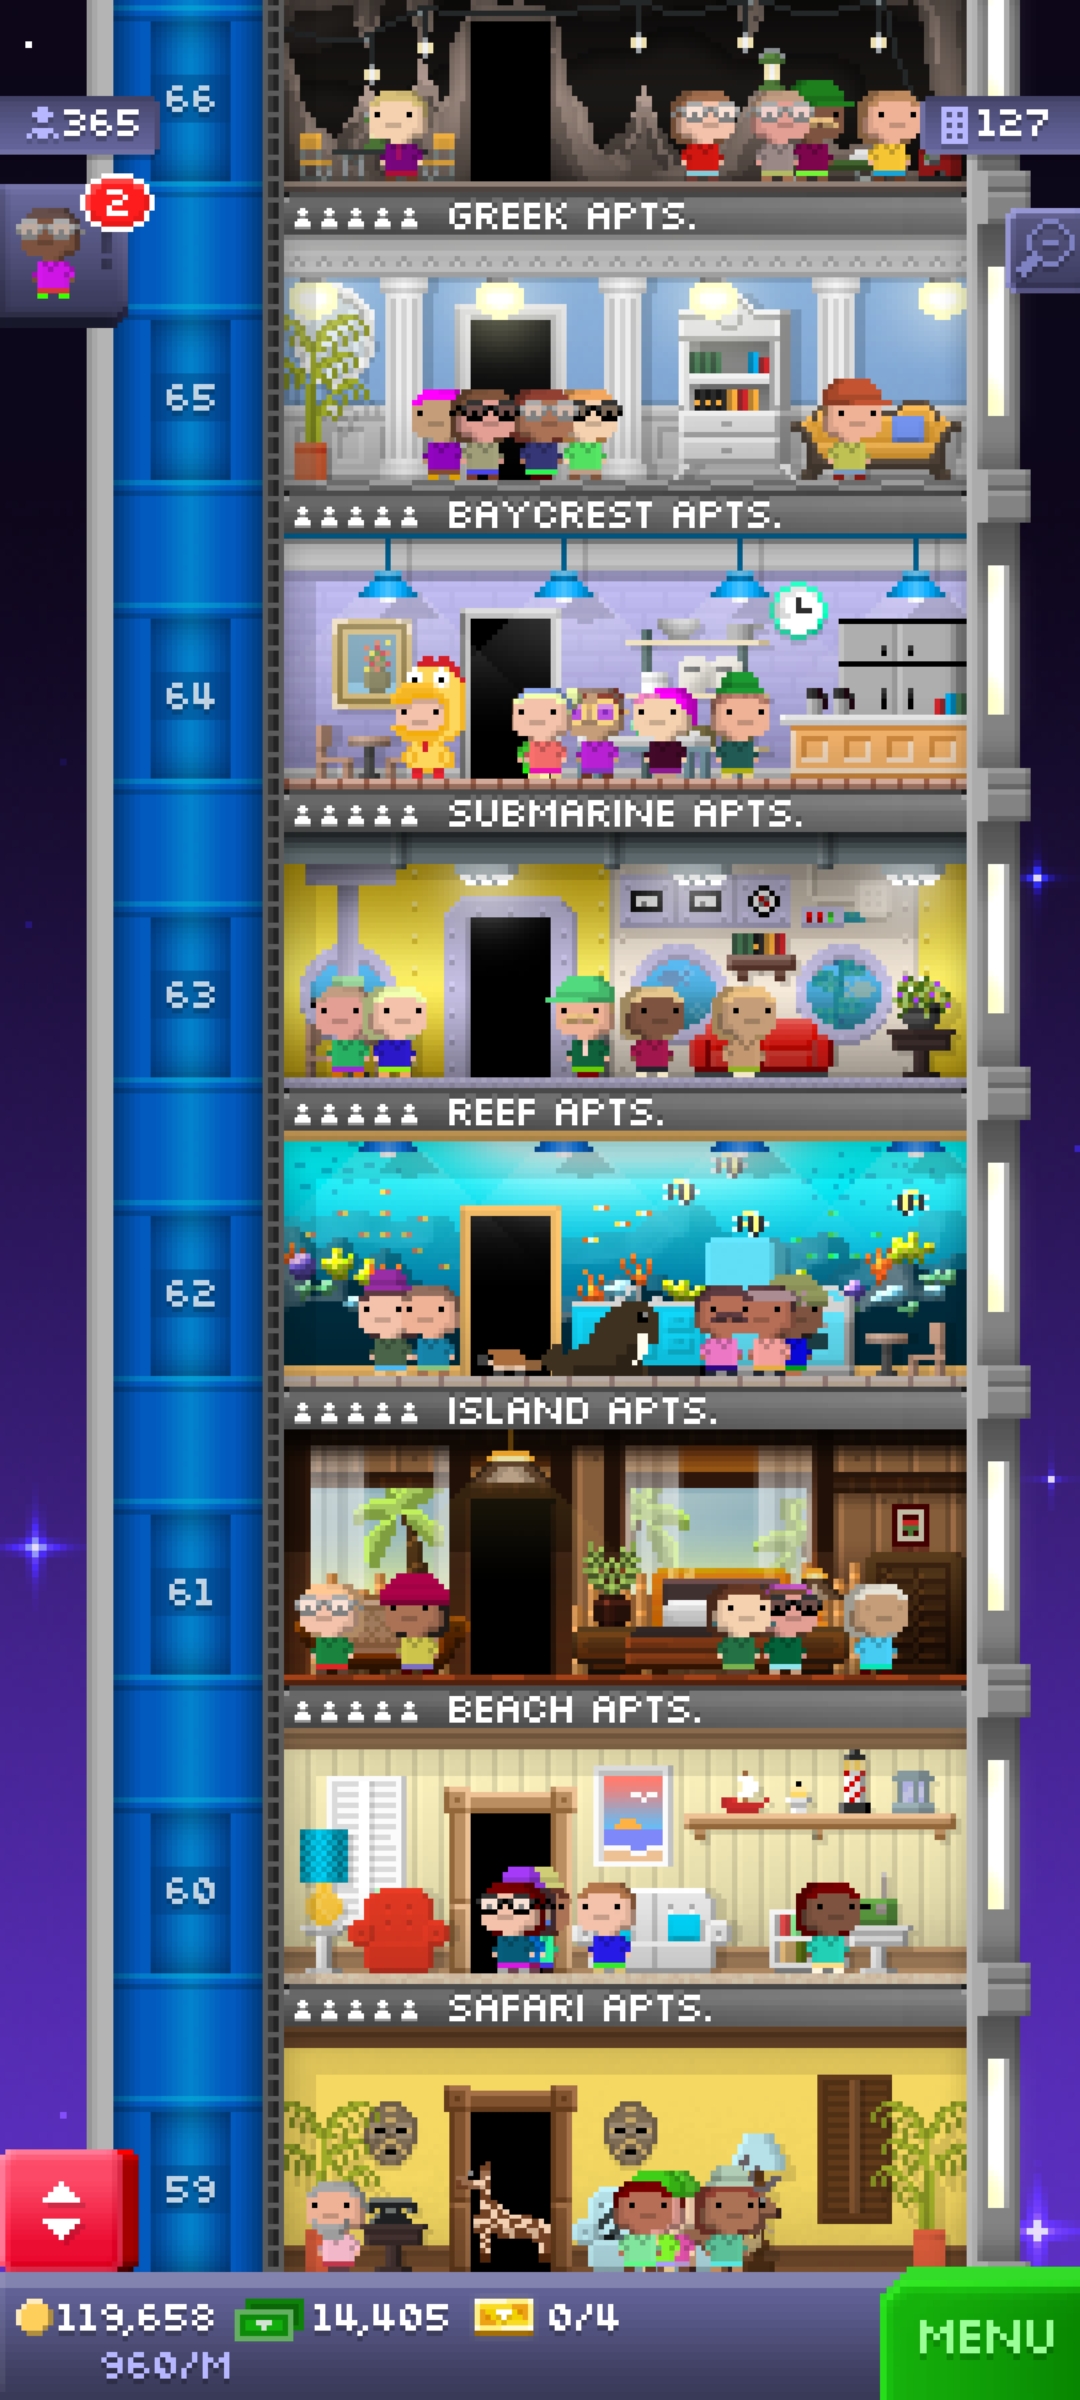 66
365
127
2
GREEK APTS.
65
BAYCREST APTS.
64
SUBMARINE APTS.
63
REEF APTS.
62
ISLAND APTS.
61
BEACH APTS.
60
SAFARI APTS.
59
119,658 14,405 0/4
960/M
MENU